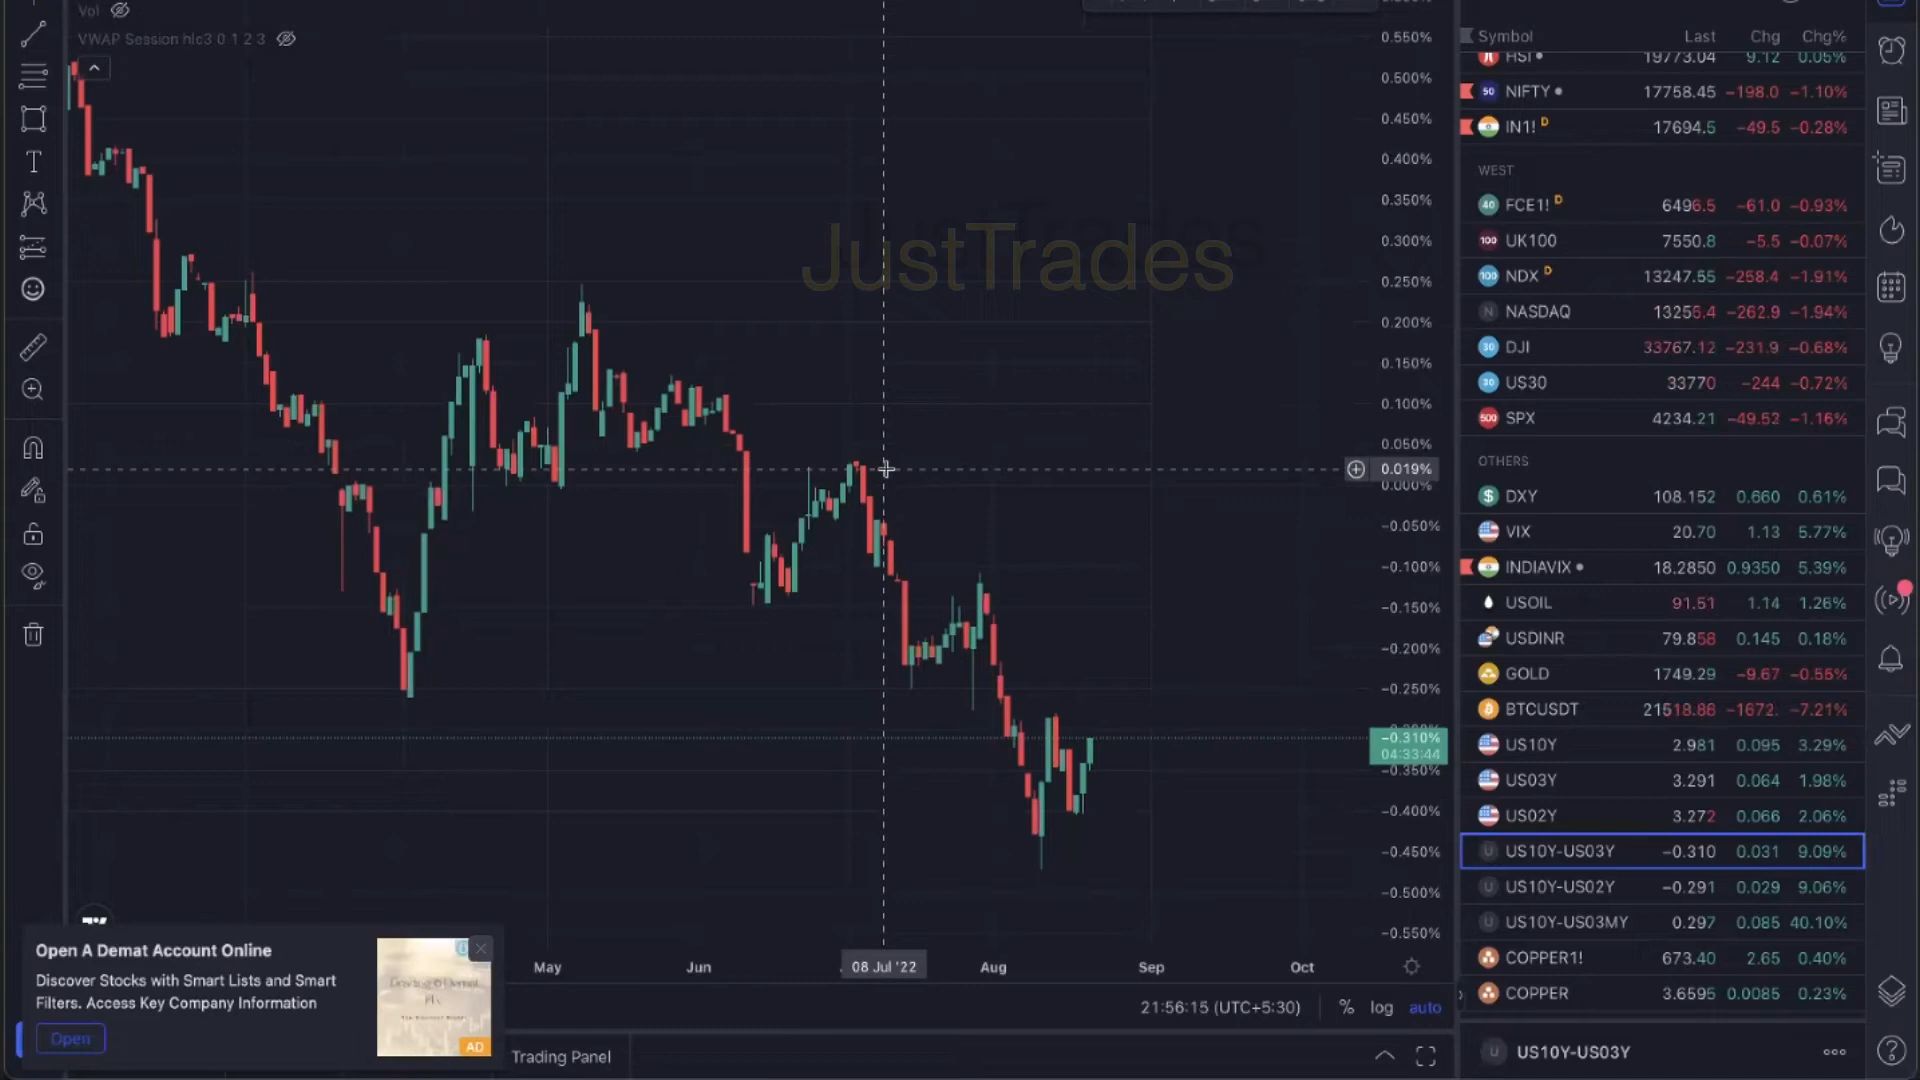 Vol
VWAP Session hlc3 0 1 2 3
JustTrades
0.550%
0.500%
0.450%
0.400%
0.350%
0.300%
0.250%
0.200%
0.150%
0.100%
0.050%
0.019%
0.000%
−0.050%
−0.100%
−0.150%
−0.200%
−0.250%
−0.310%
04:33:44
−0.350%
−0.400%
−0.450%
−0.500%
−0.550%
May Jun 08 Jul '22 Aug Sep Oct
21:56:15 (UTC+5:30) % log auto
Trading Panel
Open A Demat Account Online
Discover Stocks with Smart Lists and Smart
Filters. Access Key Company Information
Open
AD
Symbol Last Chg Chg%
HSI 19773.04 9.12 0.05%
50 NIFTY 17758.45 −198.0 −1.10%
IN1! D 17694.5 −49.5 −0.28%
WEST
40 FCE1! D 6496.5 −61.0 −0.93%
100 UK100 7550.8 −5.5 −0.07%
100 NDX D 13247.55 −258.4 −1.91%
N NASDAQ 13256.4 −262.9 −1.94%
30 DJI 33767.12 −231.9 −0.68%
30 US30 33770 −244 −0.72%
500 SPX 4234.21 −49.52 −1.16%
OTHERS
$ DXY 108.152 0.660 0.61%
VIX 20.70 1.13 5.77%
INDIAVIX 18.2850 0.9350 5.39%
USOIL 91.51 1.14 1.26%
USDINR 79.858 0.145 0.18%
GOLD 1749.29 −9.67 −0.55%
BTCUSDT 21518.86 −1672. −7.21%
US10Y 2.981 0.095 3.29%
US03Y 3.291 0.064 1.98%
US02Y 3.272 0.066 2.06%
U US10Y-US03Y −0.310 0.031 9.09%
U US10Y-US02Y −0.291 0.029 9.06%
U US10Y-US03MY 0.297 0.085 40.10%
COPPER1! 673.40 2.65 0.40%
COPPER 3.6595 0.0085 0.23%
U US10Y-US03Y